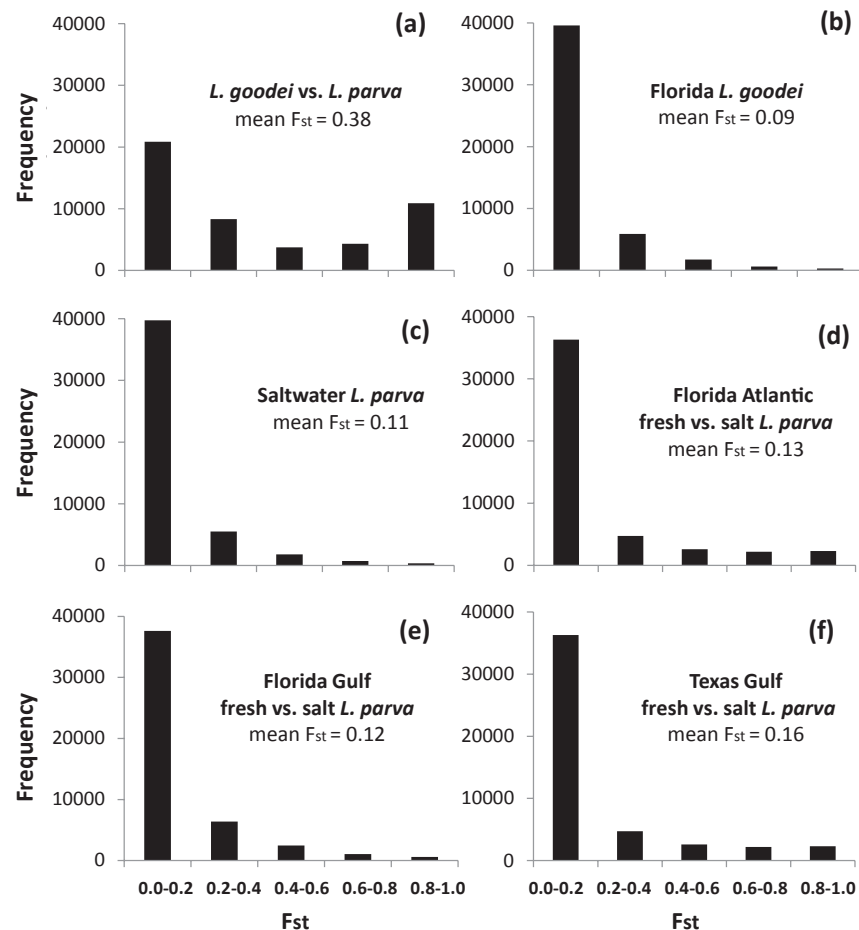 (a)
L. goodei vs. L. parva
mean Fst = 0.38
Frequency
40000
30000
20000
10000
0
(b)
Florida L. goodei
mean Fst = 0.09
40000
30000
20000
10000
0
(c)
Saltwater L. parva
mean Fst = 0.11
Frequency
40000
30000
20000
10000
0
(d)
Florida Atlantic
fresh vs. salt L. parva
mean Fst = 0.13
40000
30000
20000
10000
0
(e)
Florida Gulf
fresh vs. salt L. parva
mean Fst = 0.12
Frequency
40000
30000
20000
10000
0
0.0-0.2 0.2-0.4 0.4-0.6 0.6-0.8 0.8-1.0
Fst
(f)
Texas Gulf
fresh vs. salt L. parva
mean Fst = 0.16
40000
30000
20000
10000
0
0.0-0.2 0.2-0.4 0.4-0.6 0.6-0.8 0.8-1.0
Fst